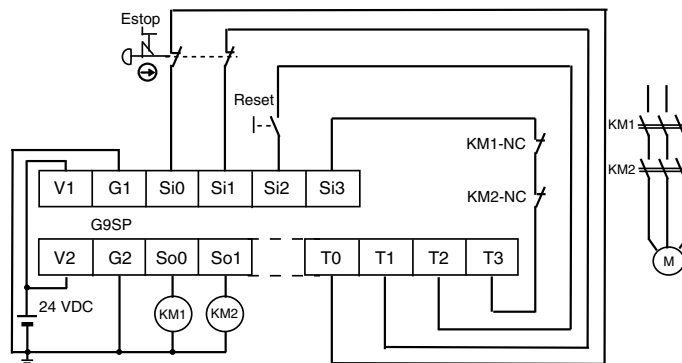 Estop
Reset
KM1-NC
KM2-NC
KM1
KM2
V1 G1 Si0 Si1 Si2 Si3
G9SP
V2 G2 So0 So1 T0 T1 T2 T3
24 VDC
KM1 KM2
M